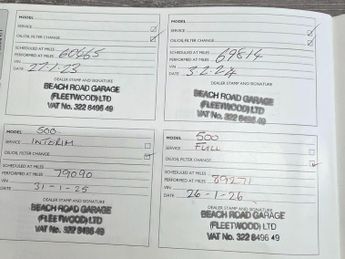 MODEL
SERVICE
OIL/OIL FILTER CHANGE
SCHEDULED AT MILES
PERFORMED AT MILES 60665
VIN
DATE 27-1-23
DEALER STAMP AND SIGNATURE
BEACH ROAD GARAGE
(FLEETWOOD) LTD
VAT No. 322 8496 49
MODEL
SERVICE
OIL/OIL FILTER CHANGE
SCHEDULED AT MILES
PERFORMED AT MILES 69814
VIN
DATE 3-2-24
DEALER STAMP AND SIGNATURE
BEACH ROAD GARAGE
(FLEETWOOD) LTD
VAT No. 322 8496 49
MODEL 500
SERVICE INTERIM
OIL/OIL FILTER CHANGE
SCHEDULED AT MILES
PERFORMED AT MILES 79090
VIN
DATE 31-1-25
DEALER STAMP AND SIGNATURE
BEACH ROAD GARAGE
(FLEETWOOD) LTD
VAT No. 322 8496 49
MODEL 500
SERVICE FULL
OIL/OIL FILTER CHANGE
SCHEDULED AT MILES
PERFORMED AT MILES 89271
VIN
DATE 26-1-26
DEALER STAMP AND SIGNATURE
BEACH ROAD GARAGE
(FLEETWOOD) LTD
VAT No. 322 8496 49